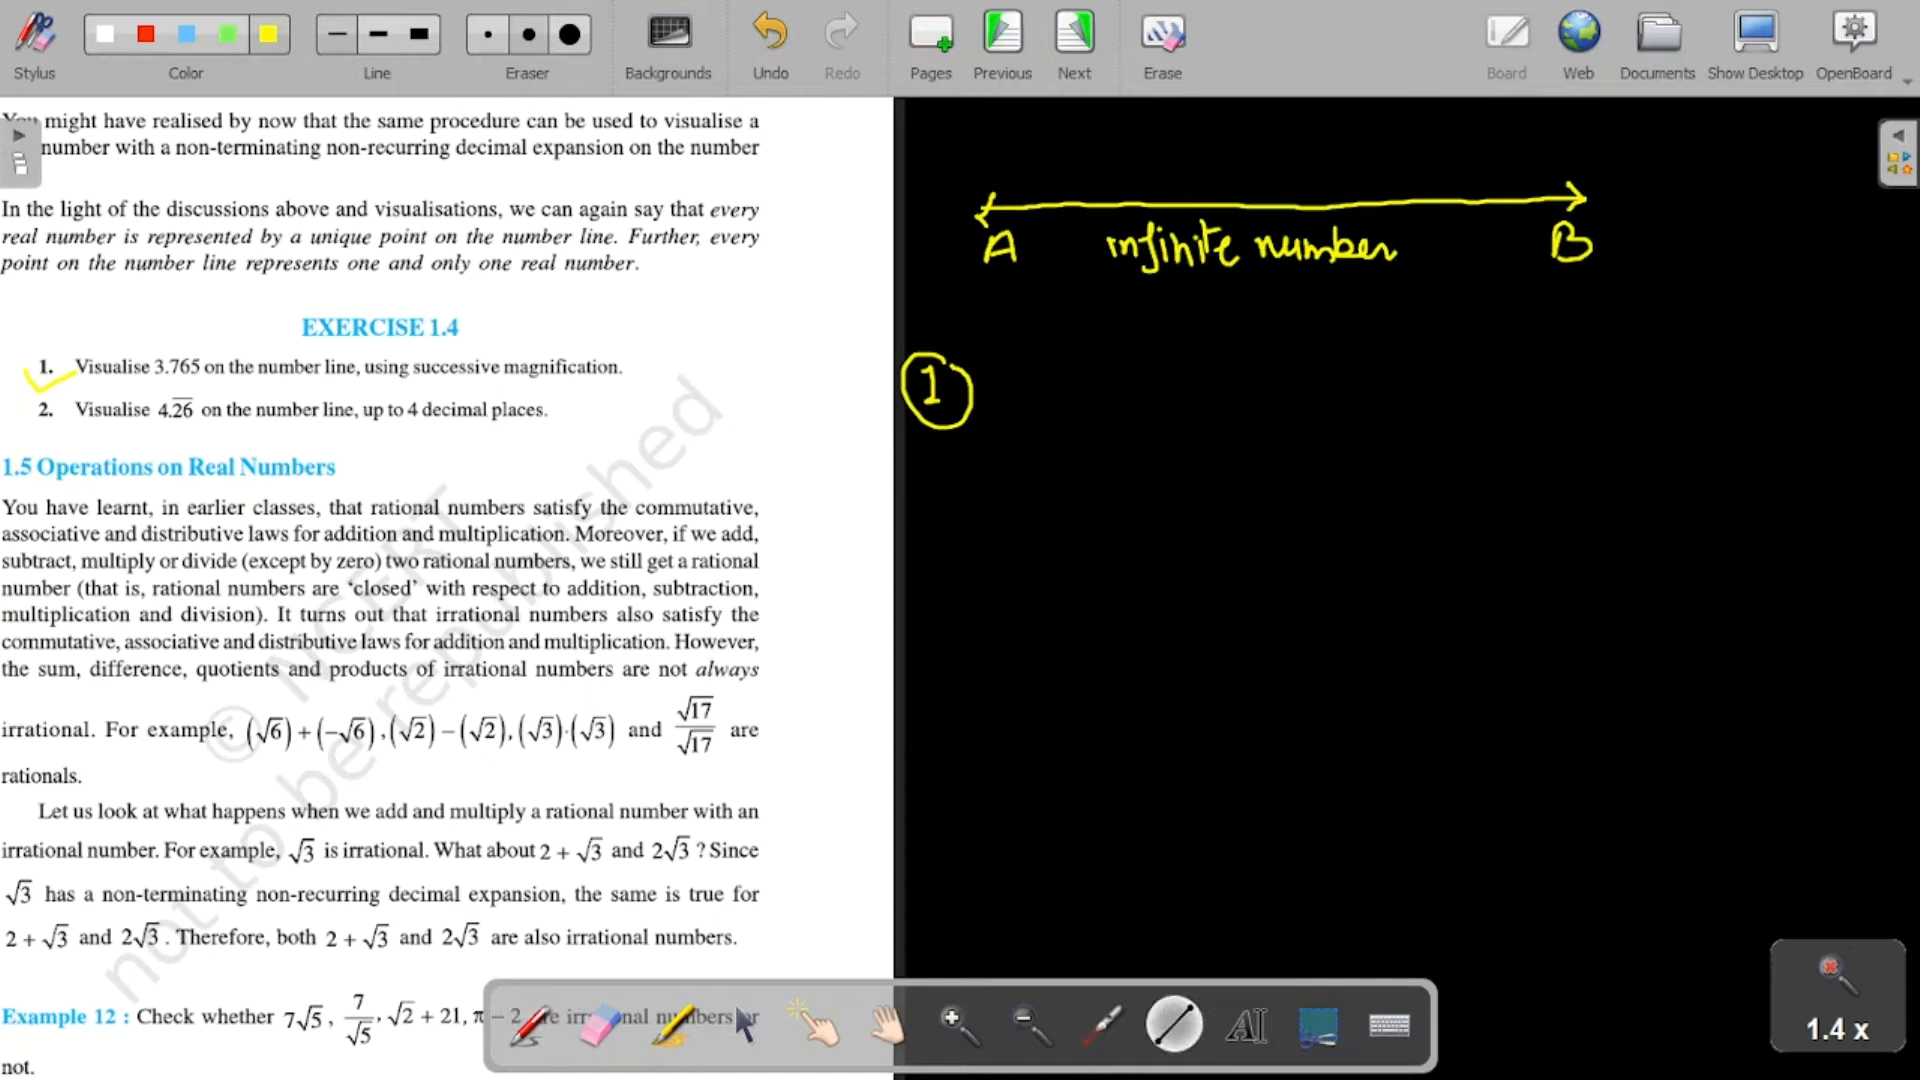 Stylus
Color
Line
Eraser
Backgrounds
Undo
Redo
Pages
Previous
Next
Erase
Board
Web
Documents
Show Desktop
OpenBoard
might have realised by now that the same procedure can be used to visualise a
number with a non-terminating non-recurring decimal expansion on the number
In the light of the discussions above and visualisations, we can again say that every
real number is represented by a unique point on the number line. Further, every
point on the number line represents one and only one real number.
EXERCISE 1.4
1. Visualise 3.765 on the number line, using successive magnification.
2. Visualise 4.2̅6̅ on the number line, up to 4 decimal places.
1.5 Operations on Real Numbers
You have learnt, in earlier classes, that rational numbers satisfy the commutative,
associative and distributive laws for addition and multiplication. Moreover, if we add,
subtract, multiply or divide (except by zero) two rational numbers, we still get a rational
number (that is, rational numbers are ‘closed’ with respect to addition, subtraction,
multiplication and division). It turns out that irrational numbers also satisfy the
commutative, associative and distributive laws for addition and multiplication. However,
the sum, difference, quotients and products of irrational numbers are not always
irrational. For example, (√6) + (−√6), (√2) − (√2), (√3)·(√3) and √17/√17 are
rationals.
Let us look at what happens when we add and multiply a rational number with an
irrational number. For example, √3 is irrational. What about 2 + √3 and 2√3 ? Since
√3 has a non-terminating non-recurring decimal expansion, the same is true for
2 + √3 and 2√3 . Therefore, both 2 + √3 and 2√3 are also irrational numbers.
Example 12 : Check whether 7√5 , 7/√5, √2 + 21, π − 2 are irrational numbers or
not.
© NCERT
not to be republished
A infinite number B
1
1.4 x